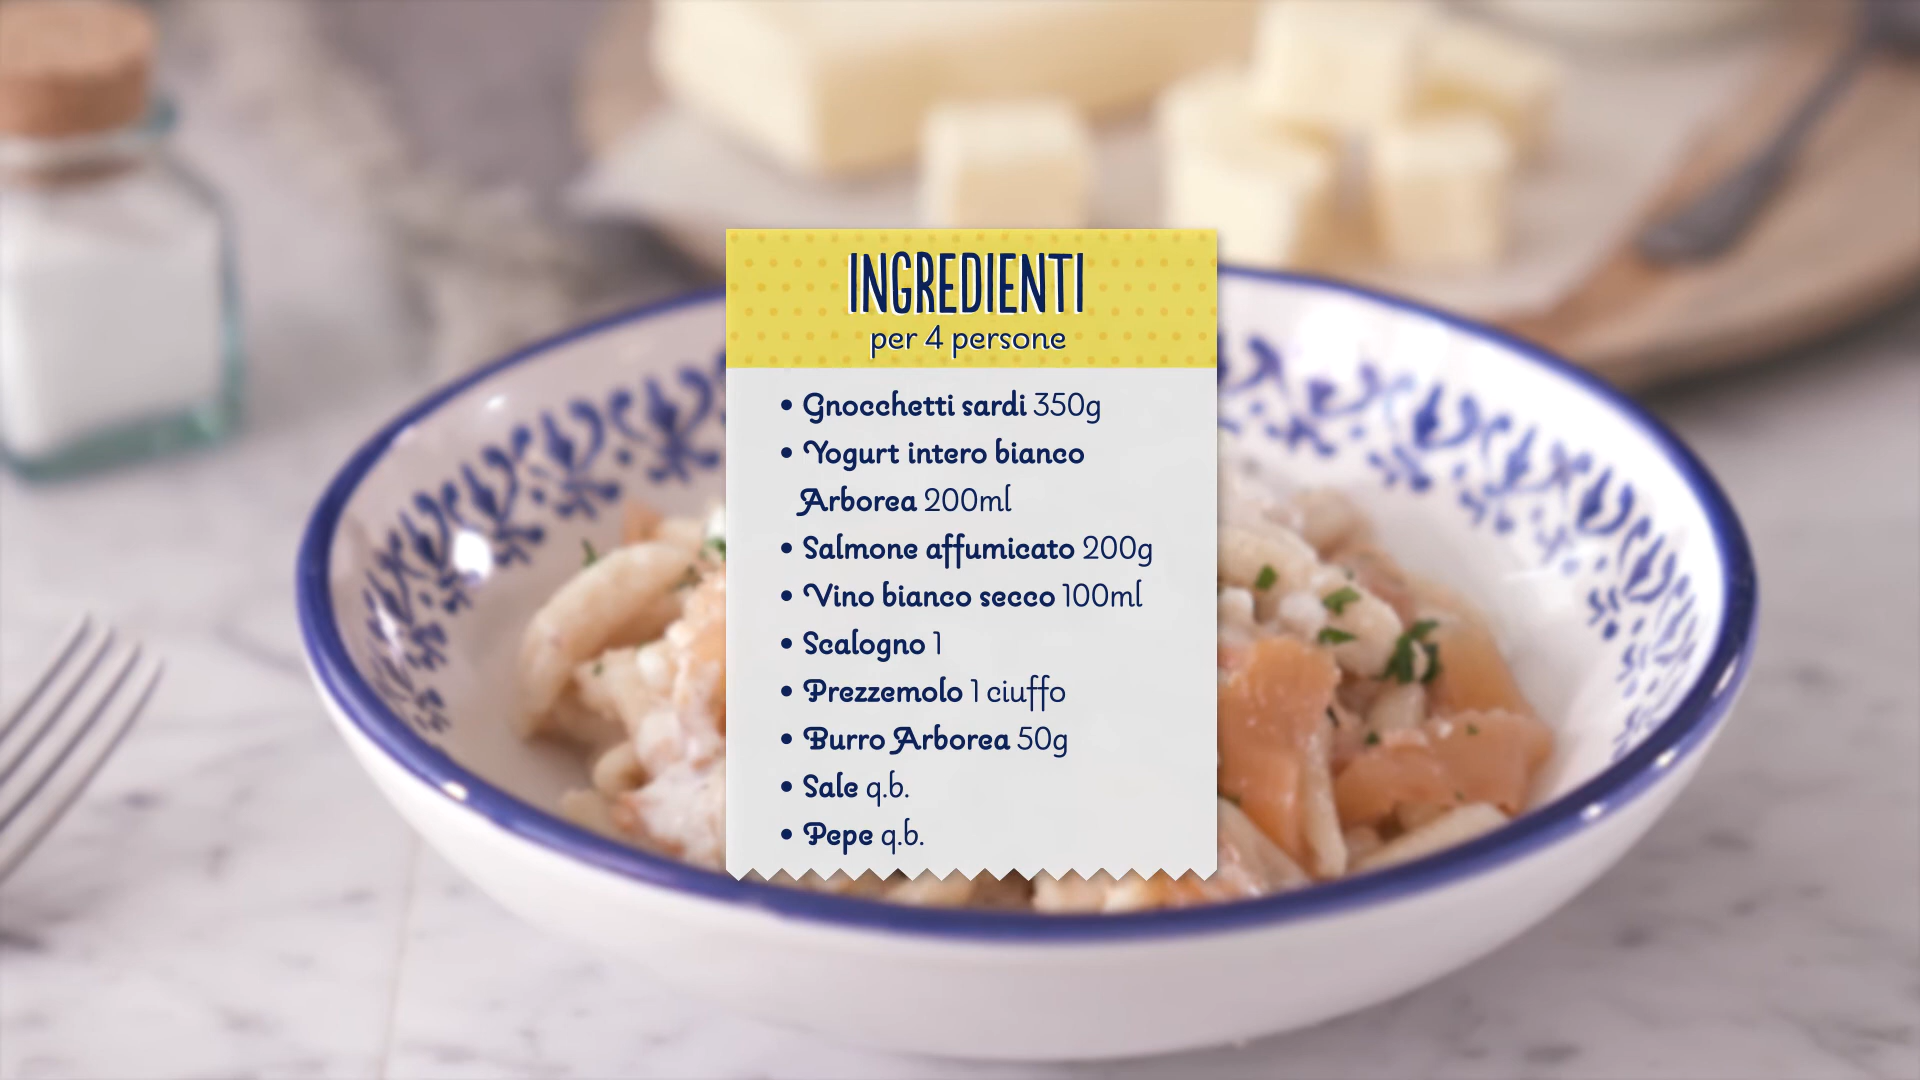 INGREDIENTI
per 4 persone
• Gnocchetti sardi 350g
• Yogurt intero bianco
Arborea 200ml
• Salmone affumicato 200g
• Vino bianco secco 100ml
• Scalogno 1
• Prezzemolo 1 ciuffo
• Burro Arborea 50g
• Sale q.b.
• Pepe q.b.